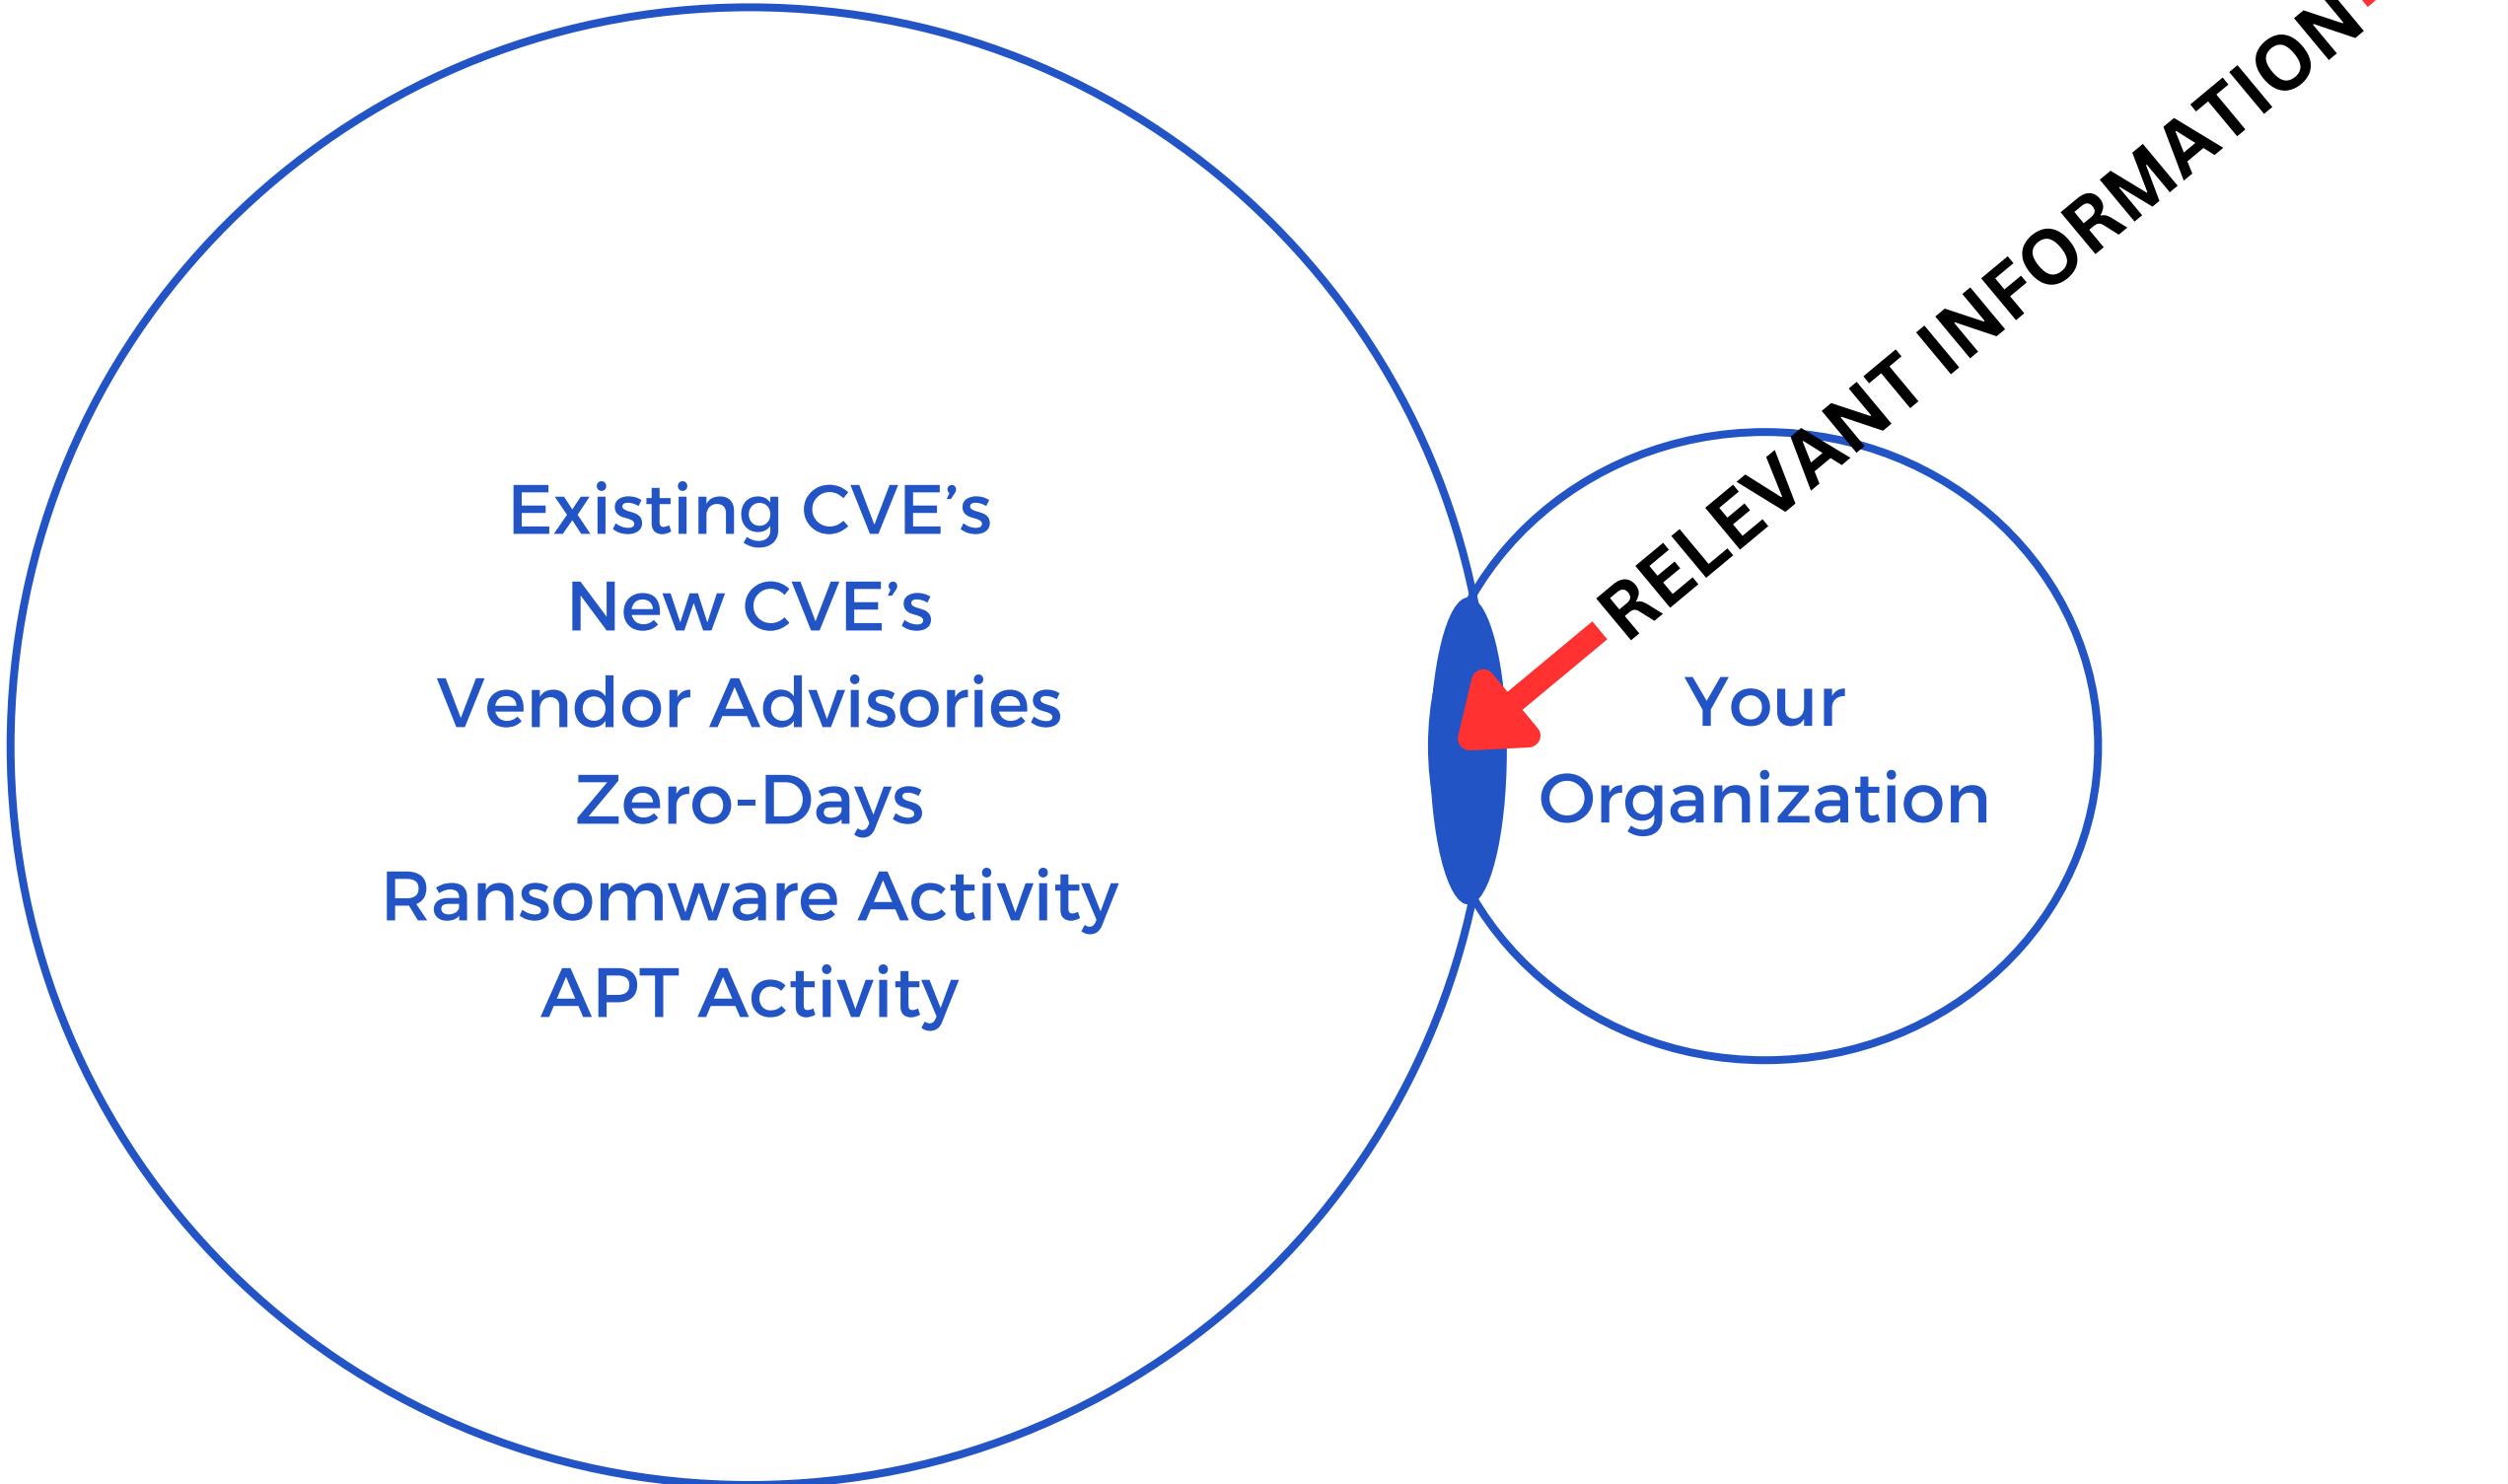 Existing CVE’s
New CVE’s
Vendor Advisories
Zero-Days
Ransomware Activity
APT Activity
RELEVANT INFORMATION
Your
Organization